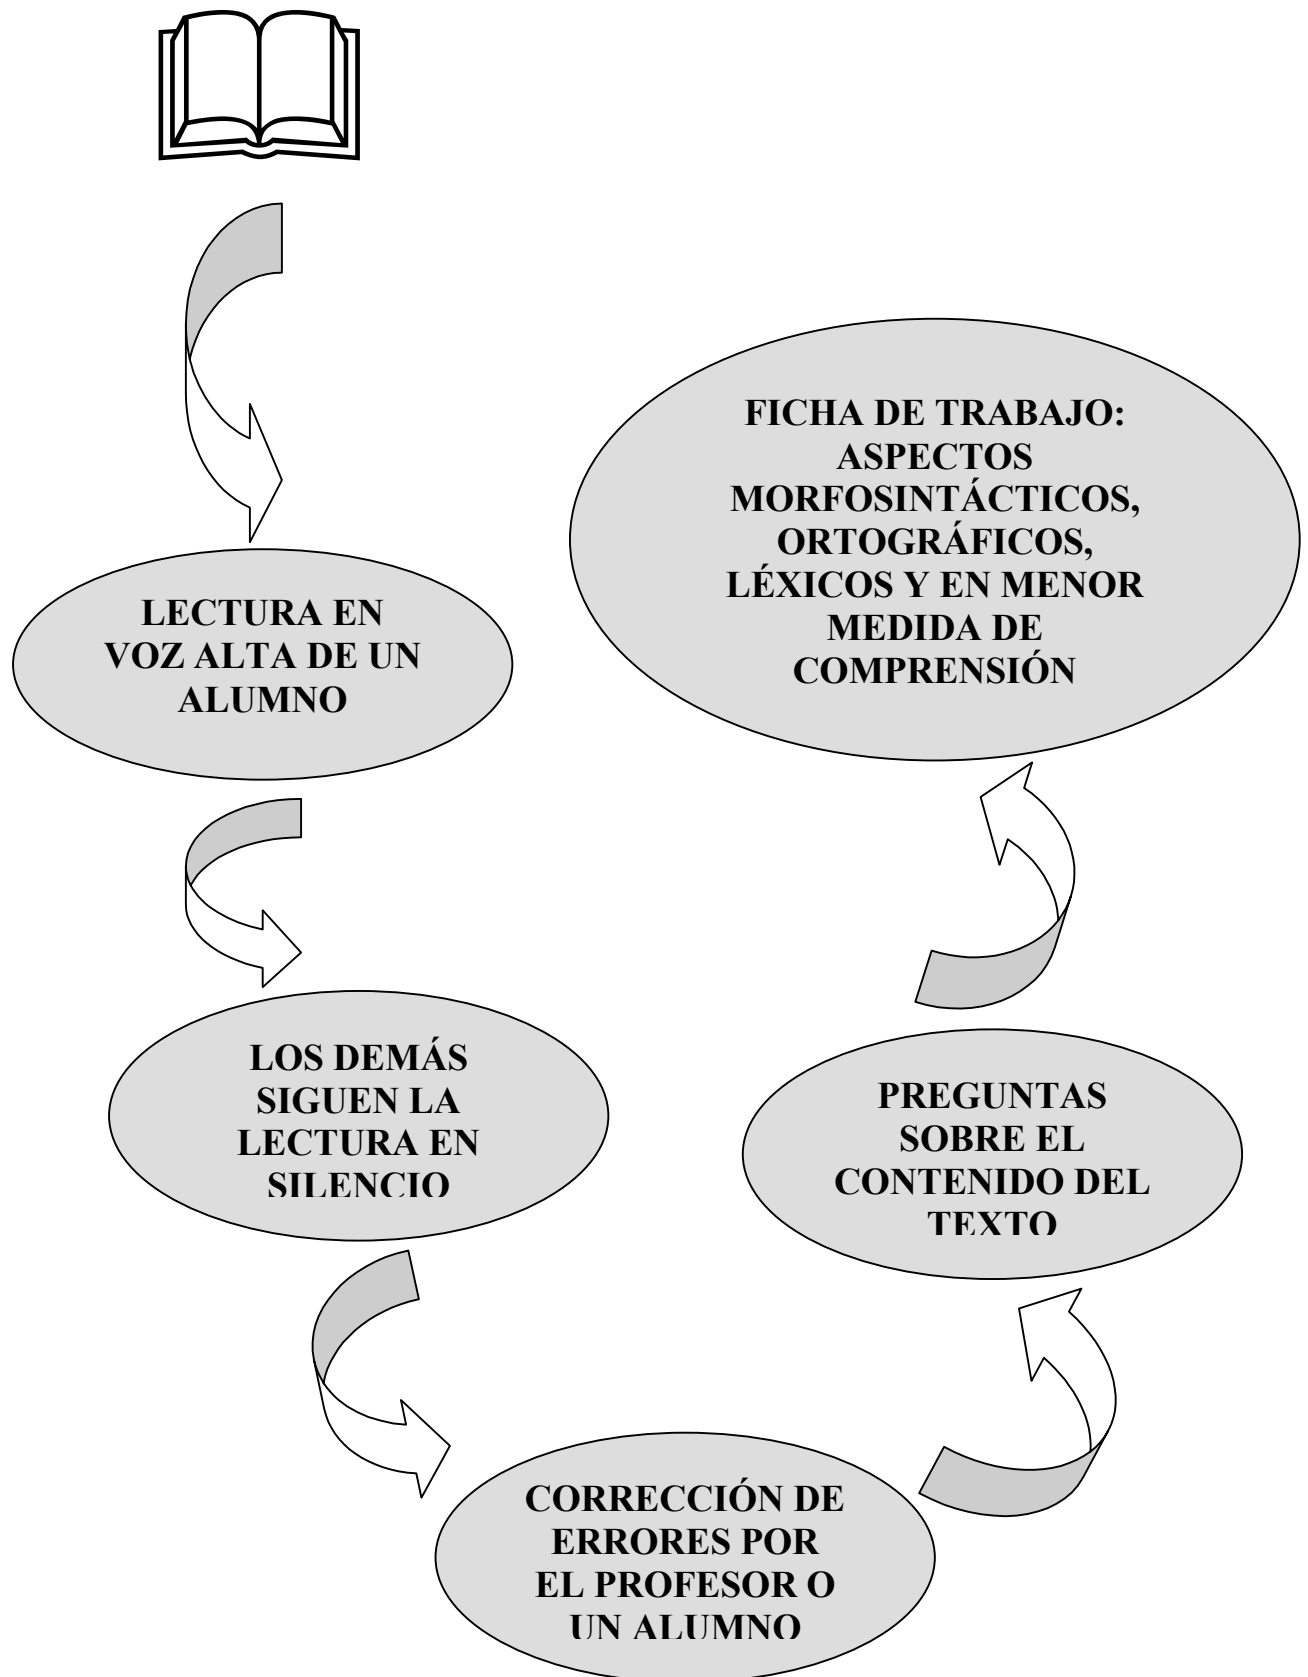 LECTURA EN
VOZ ALTA DE UN
ALUMNO
LOS DEMÁS
SIGUEN LA
LECTURA EN
SILENCIO
CORRECCIÓN DE
ERRORES POR
EL PROFESOR O
UN ALUMNO
PREGUNTAS
SOBRE EL
CONTENIDO DEL
TEXTO
FICHA DE TRABAJO:
ASPECTOS
MORFOSINTÁCTICOS,
ORTOGRÁFICOS,
LÉXICOS Y EN MENOR
MEDIDA DE
COMPRENSIÓN